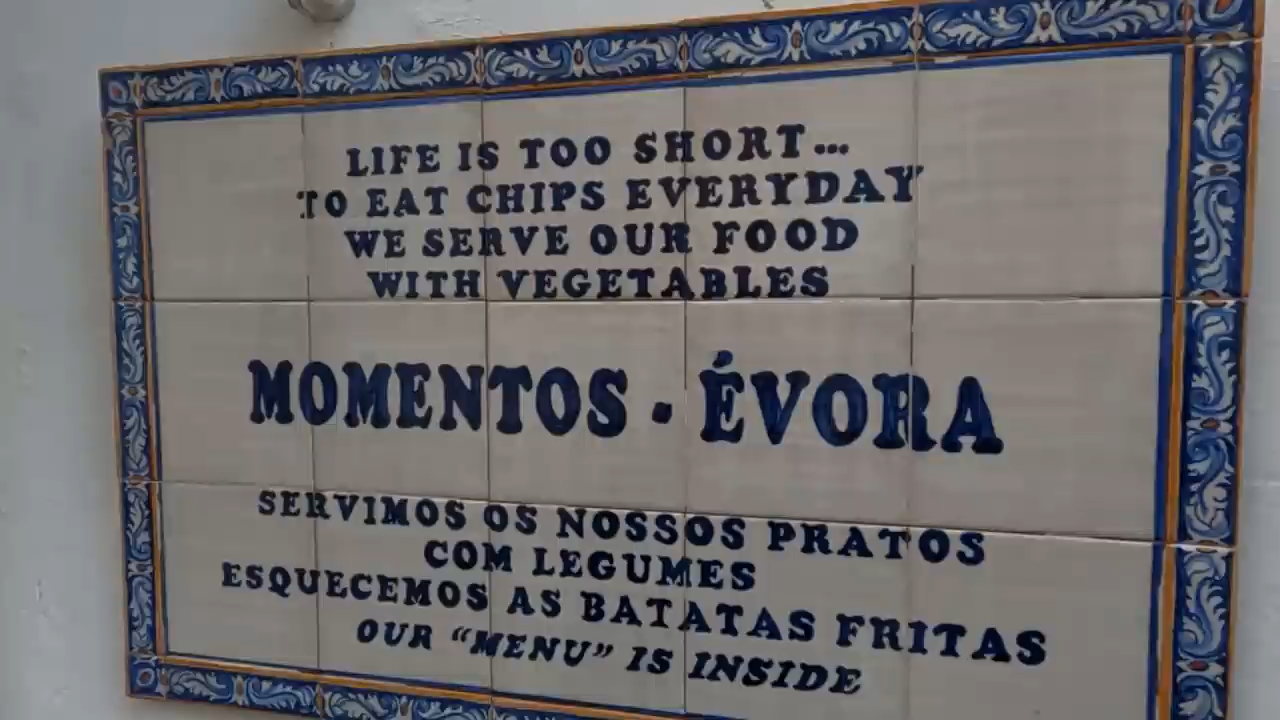 LIFE IS TOO SHORT...
TO EAT CHIPS EVERYDAY
WE SERVE OUR FOOD
WITH VEGETABLES
MOMENTOS - ÉVORA
SERVIMOS OS NOSSOS PRATOS
COM LEGUMES
ESQUECEMOS AS BATATAS FRITAS
OUR “MENU” IS INSIDE